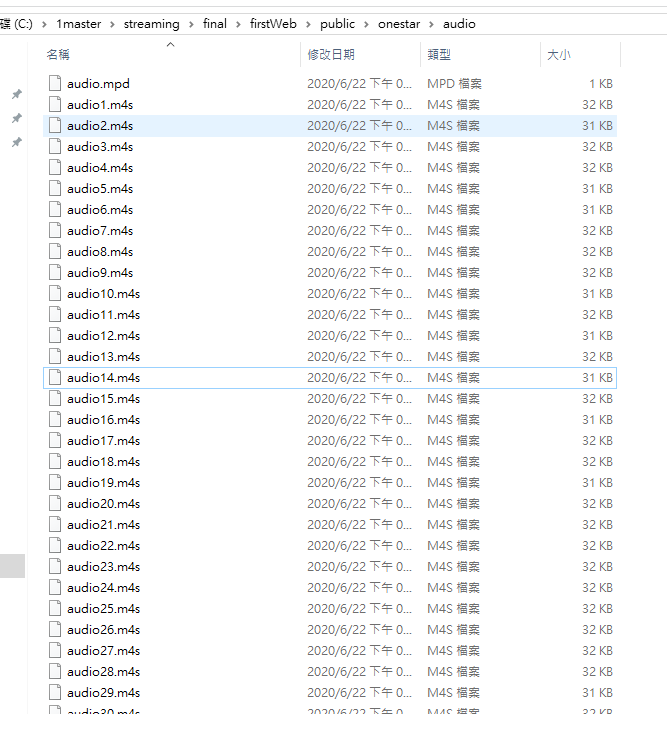 碟 (C:) > 1master > streaming > final > firstWeb > public > onestar > audio
名稱 修改日期 類型 大小
audio.mpd 2020/6/22 下午 0... MPD 檔案 1 KB
audio1.m4s 2020/6/22 下午 0... M4S 檔案 32 KB
audio2.m4s 2020/6/22 下午 0... M4S 檔案 31 KB
audio3.m4s 2020/6/22 下午 0... M4S 檔案 32 KB
audio4.m4s 2020/6/22 下午 0... M4S 檔案 32 KB
audio5.m4s 2020/6/22 下午 0... M4S 檔案 31 KB
audio6.m4s 2020/6/22 下午 0... M4S 檔案 31 KB
audio7.m4s 2020/6/22 下午 0... M4S 檔案 32 KB
audio8.m4s 2020/6/22 下午 0... M4S 檔案 31 KB
audio9.m4s 2020/6/22 下午 0... M4S 檔案 32 KB
audio10.m4s 2020/6/22 下午 0... M4S 檔案 31 KB
audio11.m4s 2020/6/22 下午 0... M4S 檔案 32 KB
audio12.m4s 2020/6/22 下午 0... M4S 檔案 31 KB
audio13.m4s 2020/6/22 下午 0... M4S 檔案 32 KB
audio14.m4s 2020/6/22 下午 0... M4S 檔案 31 KB
audio15.m4s 2020/6/22 下午 0... M4S 檔案 32 KB
audio16.m4s 2020/6/22 下午 0... M4S 檔案 31 KB
audio17.m4s 2020/6/22 下午 0... M4S 檔案 32 KB
audio18.m4s 2020/6/22 下午 0... M4S 檔案 32 KB
audio19.m4s 2020/6/22 下午 0... M4S 檔案 31 KB
audio20.m4s 2020/6/22 下午 0... M4S 檔案 32 KB
audio21.m4s 2020/6/22 下午 0... M4S 檔案 32 KB
audio22.m4s 2020/6/22 下午 0... M4S 檔案 32 KB
audio23.m4s 2020/6/22 下午 0... M4S 檔案 32 KB
audio24.m4s 2020/6/22 下午 0... M4S 檔案 32 KB
audio25.m4s 2020/6/22 下午 0... M4S 檔案 32 KB
audio26.m4s 2020/6/22 下午 0... M4S 檔案 32 KB
audio27.m4s 2020/6/22 下午 0... M4S 檔案 32 KB
audio28.m4s 2020/6/22 下午 0... M4S 檔案 32 KB
audio29.m4s 2020/6/22 下午 0... M4S 檔案 31 KB
audio30.m4s 2020/6/22 下午 0... M4S 檔案 32 KB